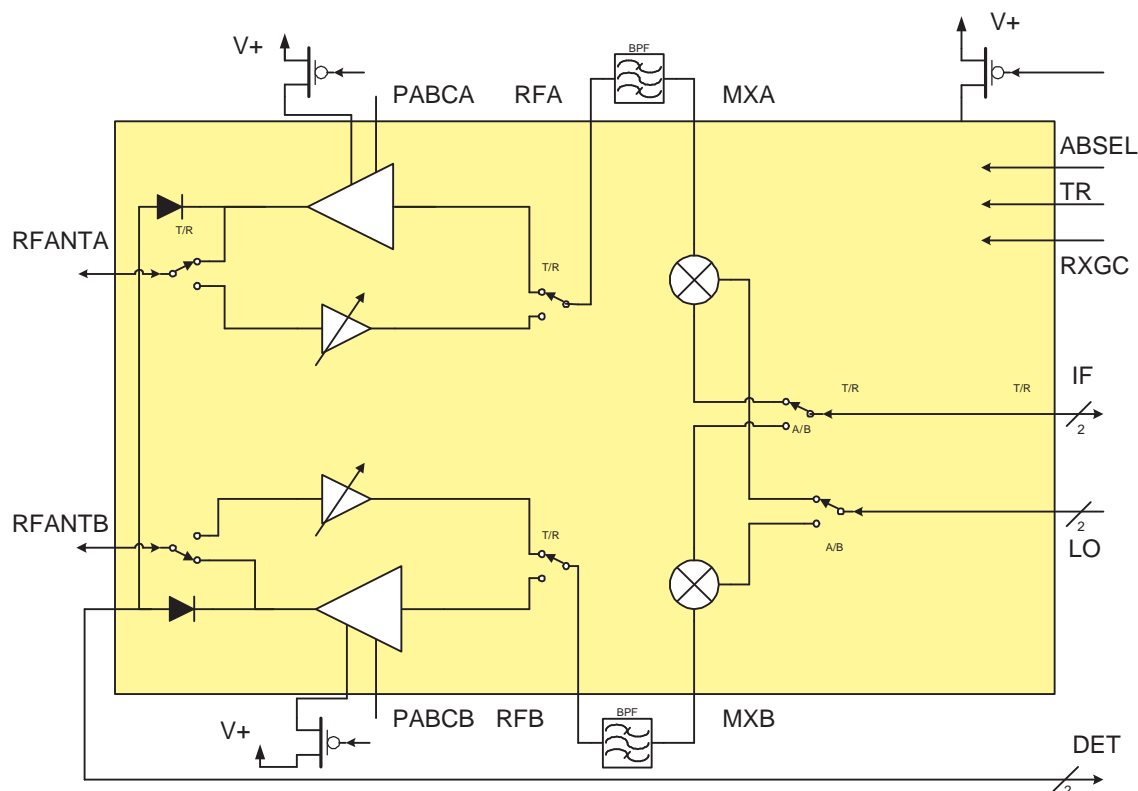 V+
V+
BPF
PABCA
RFA
MXA
ABSEL
TR
RXGC
T/R
RFANTA
T/R
IF
T/R
T/R
2
A/B
RFANTB
T/R
2
LO
A/B
PABCB
RFB
BPF
MXB
V+
DET
2